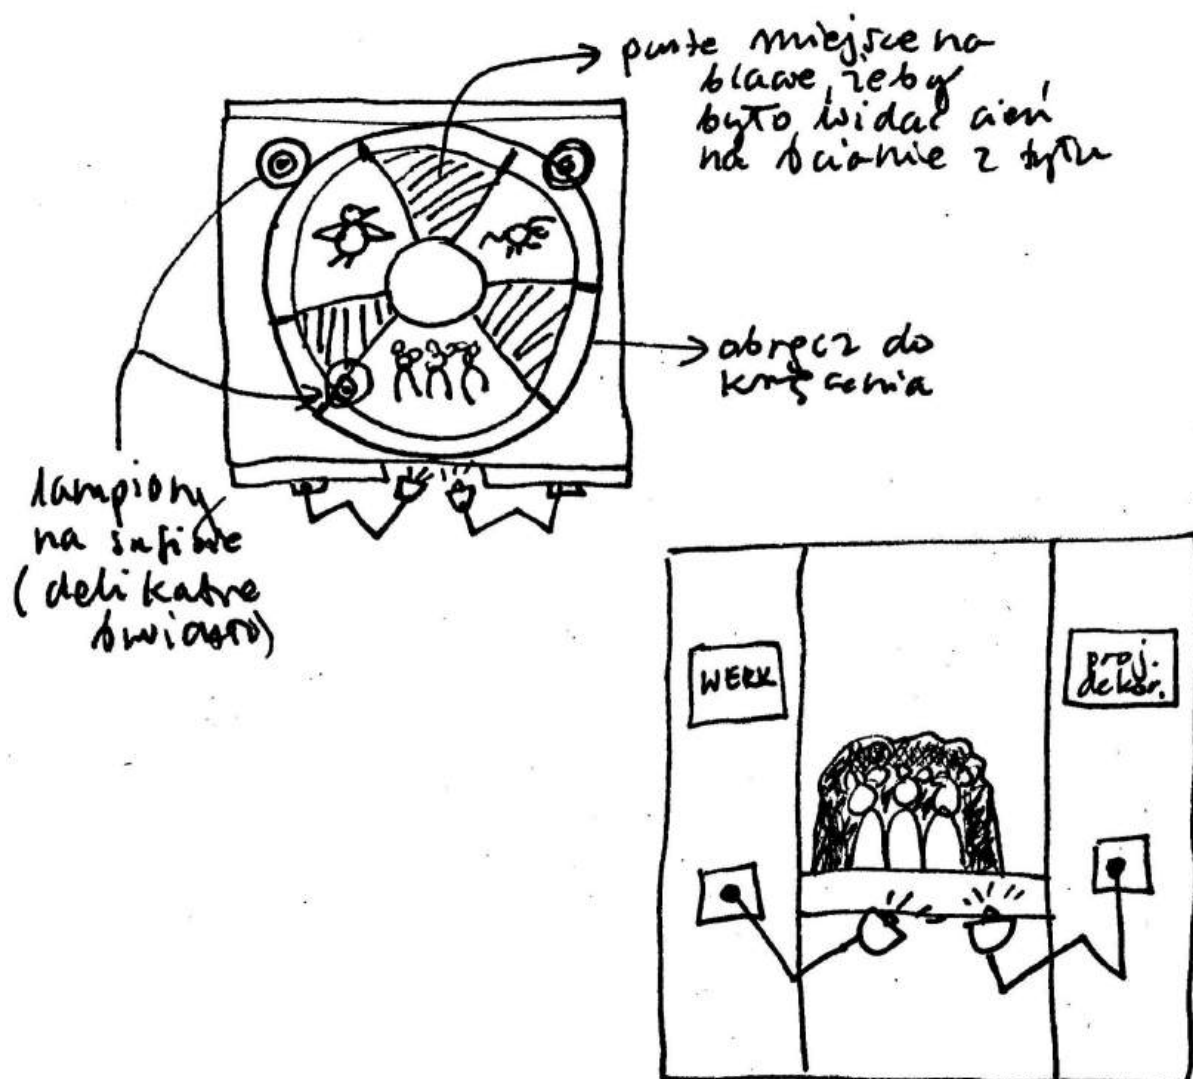 puste miejsce na
blacie, żeby
było widać cień
na ścianie z tyłu
obręcz do
kręcenia
lampiony
na suficie
(delikatne
światło)
WERK
proj.
dekor.